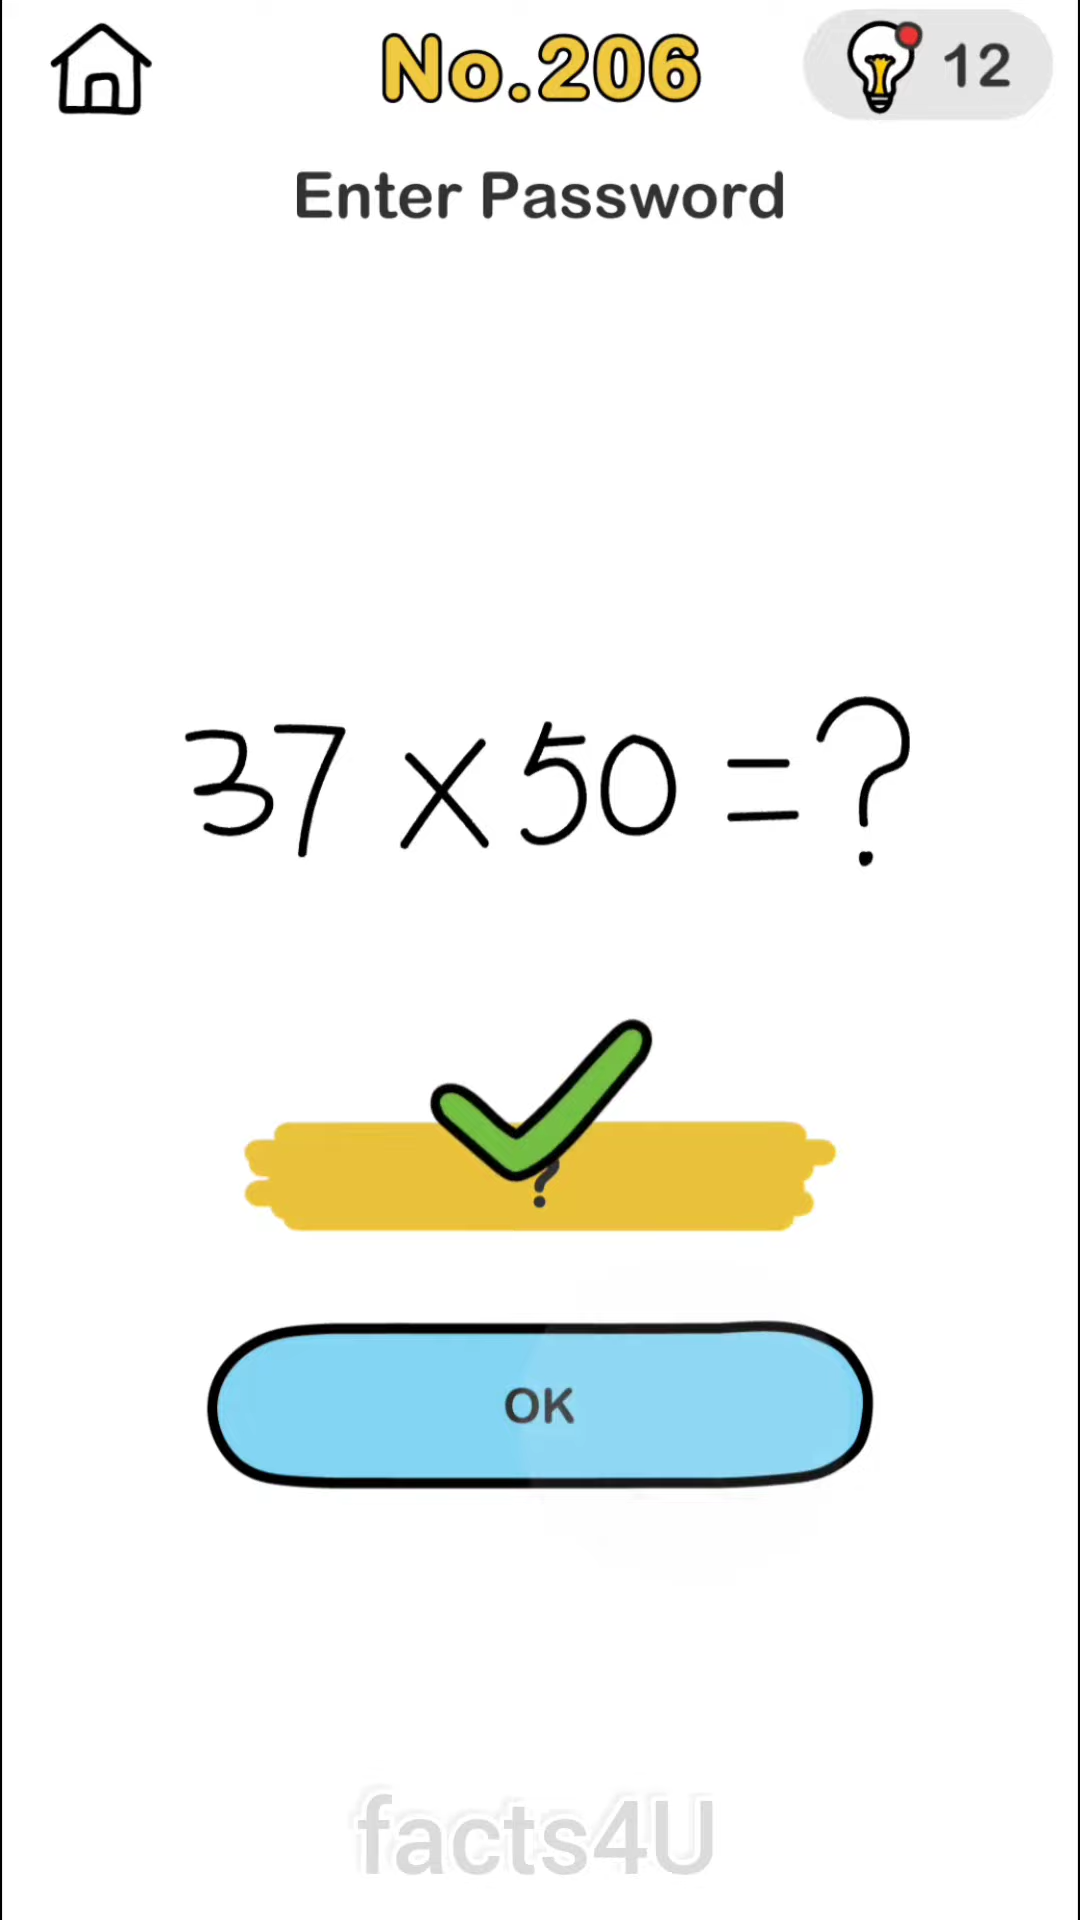 No.206
12
Enter Password
37 × 50 = ?
?
OK
facts4U